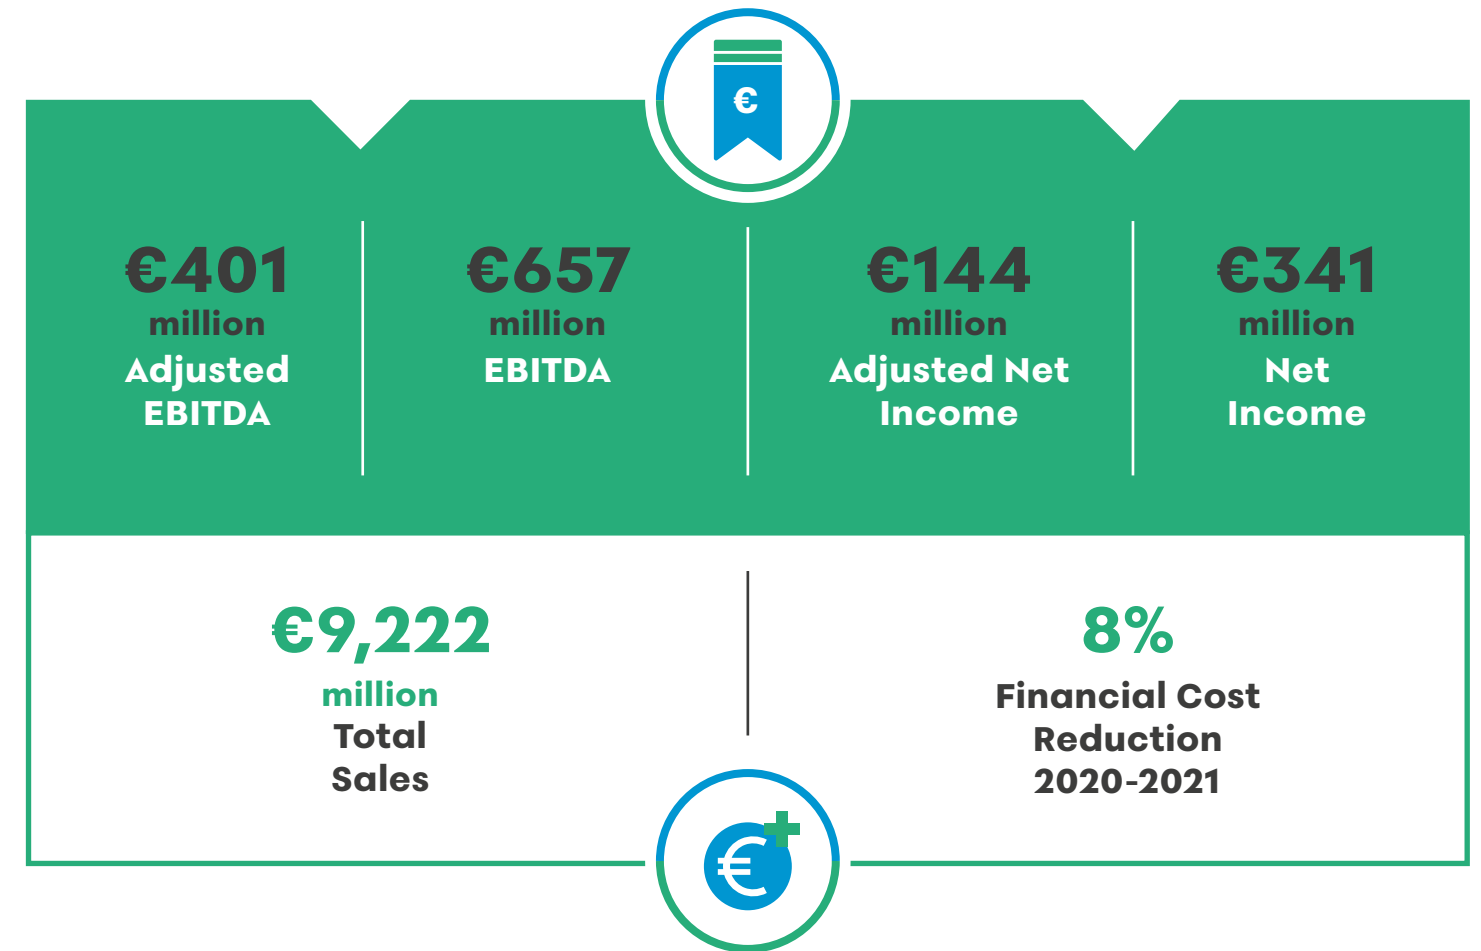 €
€401
million
Adjusted
EBITDA
€657
million
EBITDA
€144
million
Adjusted Net
Income
€341
million
Net
Income
€9,222
million
Total
Sales
8%
Financial Cost
Reduction
2020-2021
€